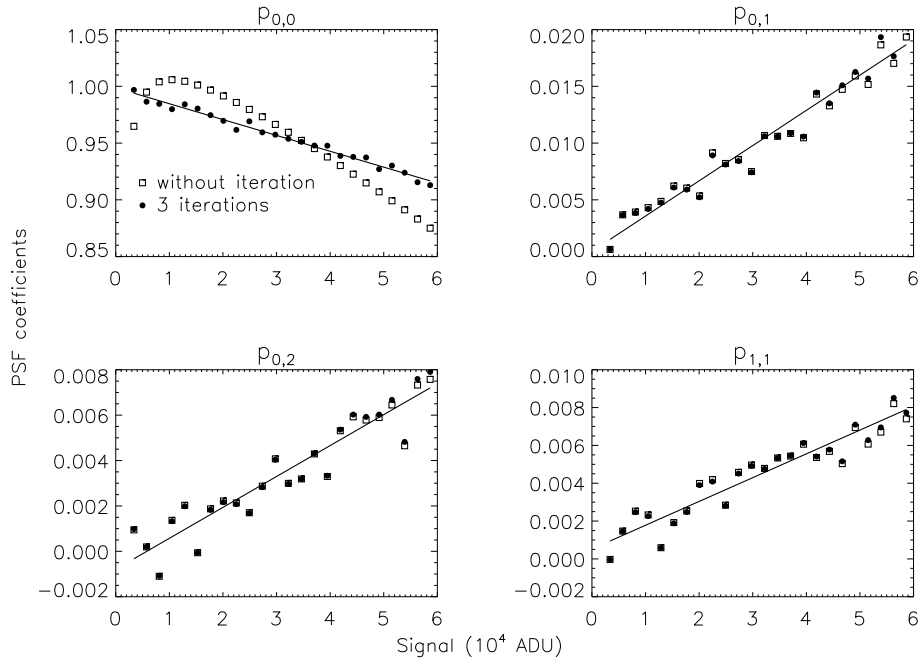 p0,0
1.05
1.00
0.95
0.90
0.85
without iteration
3 iterations
0 1 2 3 4 5 6
p0,1
0.020
0.015
0.010
0.005
0.000
0 1 2 3 4 5 6
PSF coefficients
p0,2
0.008
0.006
0.004
0.002
0.000
−0.002
0 1 2 3 4 5 6
p1,1
0.010
0.008
0.006
0.004
0.002
0.000
−0.002
0 1 2 3 4 5 6
Signal (10^4 ADU)